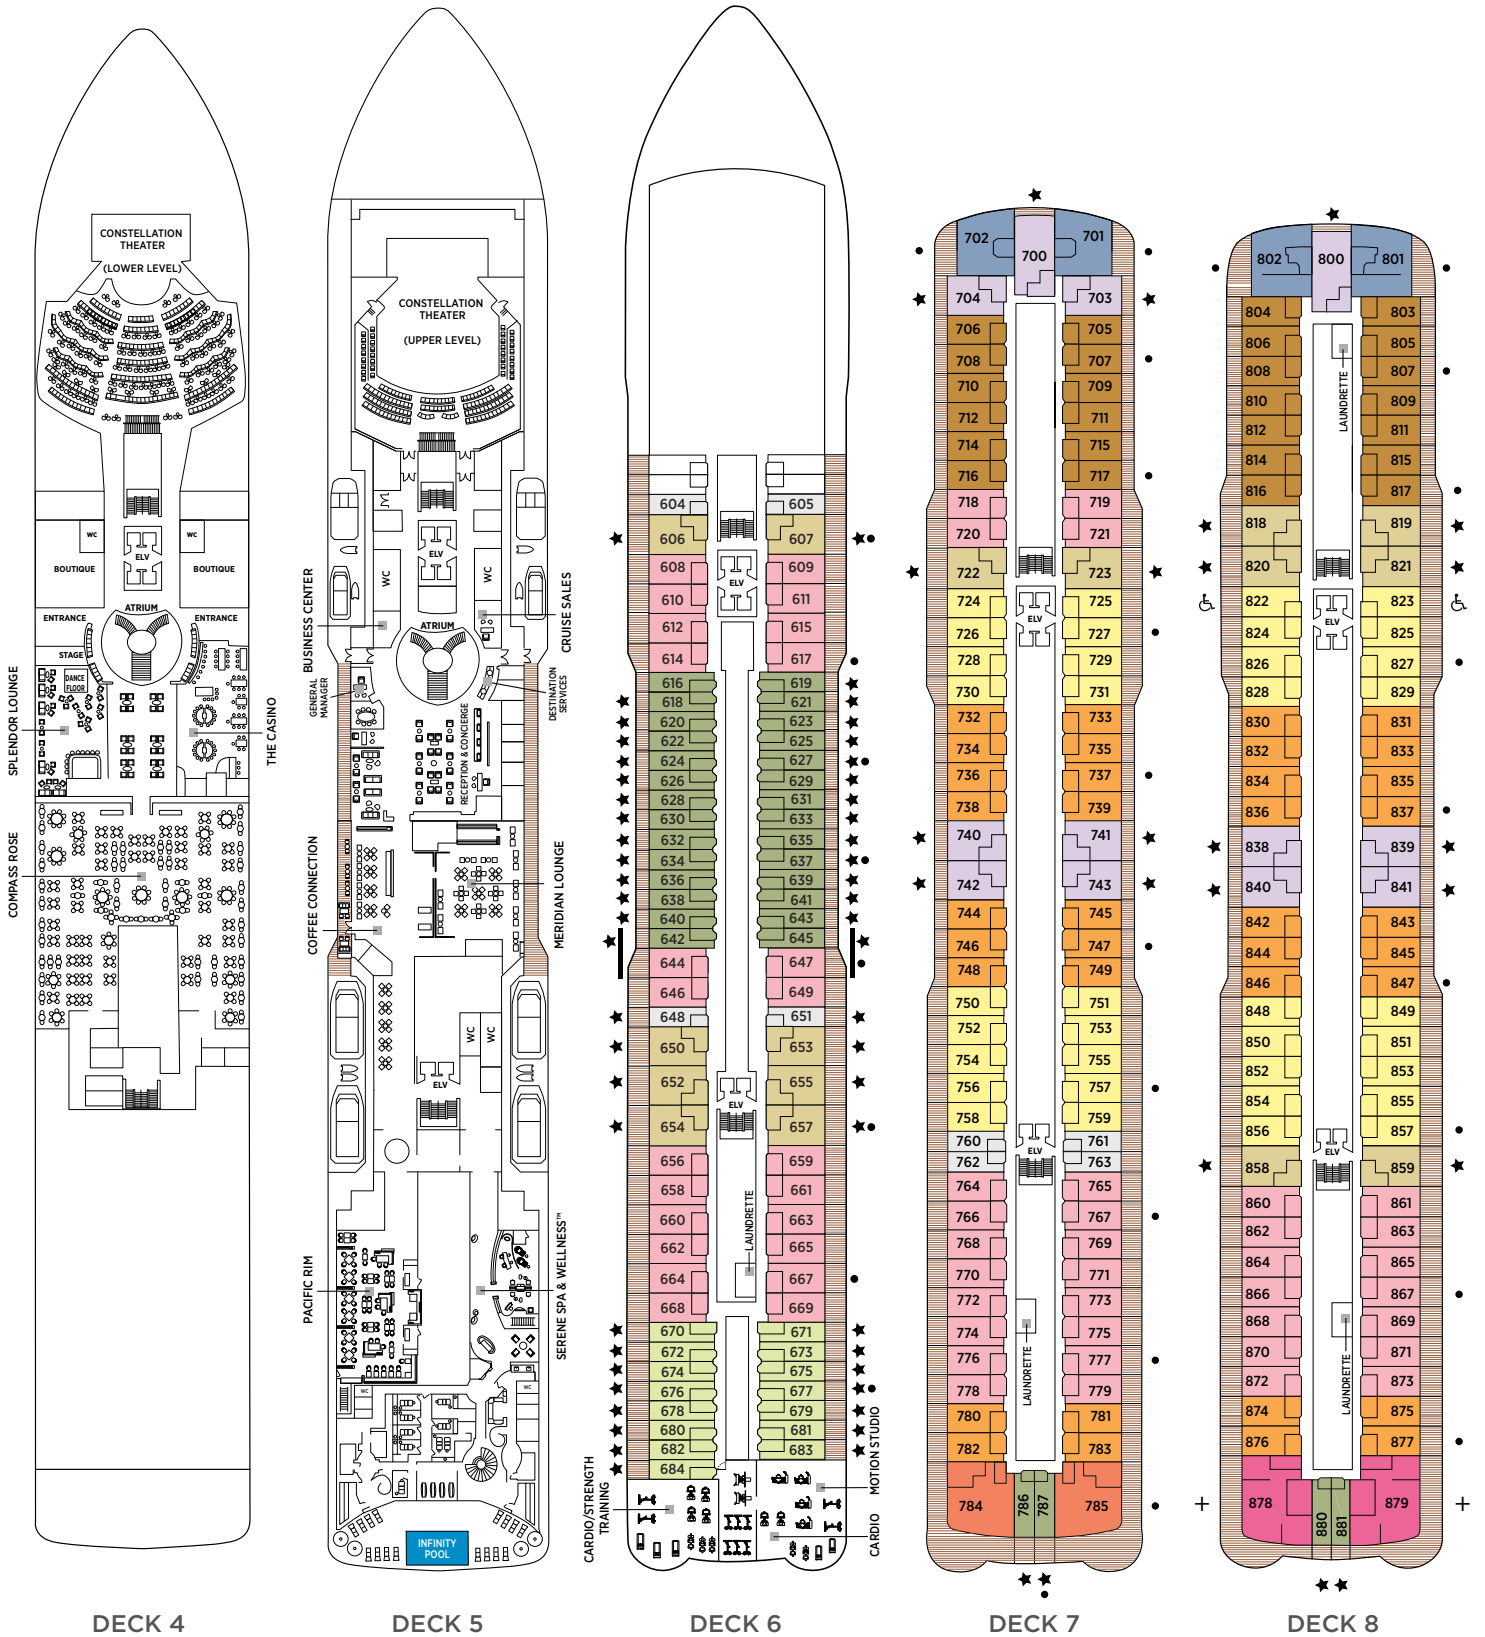 CONSTELLATION
THEATER
(LOWER LEVEL)
WC
WC
ELV
BOUTIQUE
BOUTIQUE
ATRIUM
ENTRANCE
ENTRANCE
STAGE
DANCE
FLOOR
SPLENDOR LOUNGE
THE CASINO
COMPASS ROSE
DECK 4
CONSTELLATION
THEATER
(UPPER LEVEL)
ELV
WC
WC
BUSINESS CENTER
CRUISE SALES
ATRIUM
GENERAL
MANAGER
DESTINATION
SERVICES
RECEPTION & CONCIERGE
COFFEE CONNECTION
MERIDIAN LOUNGE
WC
WC
ELV
PACIFIC RIM
SERENE SPA & WELLNESS™
WC
WC
INFINITY
POOL
DECK 5
604 605
606 607
608 609
ELV
610 611
612 615
614 617
616 619
618 621
620 623
622 625
624 627
626 629
628 631
630 633
632 635
634 637
636 639
638 641
640 643
642 645
644 647
646 649
648 651
650 653
652 655
ELV
654 657
656 659
658 661
660 663
662 665
LAUNDRETTE
664 667
668 669
670 671
672 673
674 675
676 677
678 679
680 681
682 683
684
CARDIO/STRENGTH
TRAINING
MOTION STUDIO
CARDIO
DECK 6
702 701
700
704 703
706 705
708 707
710 709
712 711
714 715
716 717
718 719
720 721
722 723
724 725
ELV
726 727
728 729
730 731
732 733
734 735
736 737
738 739
740 741
742 743
744 745
746 747
748 749
750 751
752 753
754 755
756 757
758 759
760 761
ELV
762 763
764 765
766 767
768 769
770 771
772 773
774 775
776 777
LAUNDRETTE
778 779
780 781
782 783
784 786 787 785
DECK 7
802 800 801
804 803
806 805
808 807
LAUNDRETTE
810 809
812 811
814 815
816 817
818 819
820 821
822 823
ELV
824 825
826 827
828 829
830 831
832 833
834 835
836 837
838 839
840 841
842 843
844 845
846 847
848 849
850 851
852 853
854 855
856 857
ELV
858 859
860 861
862 863
864 865
866 867
868 869
870 871
872 873
LAUNDRETTE
874 875
876 877
878 880 881 879
DECK 8